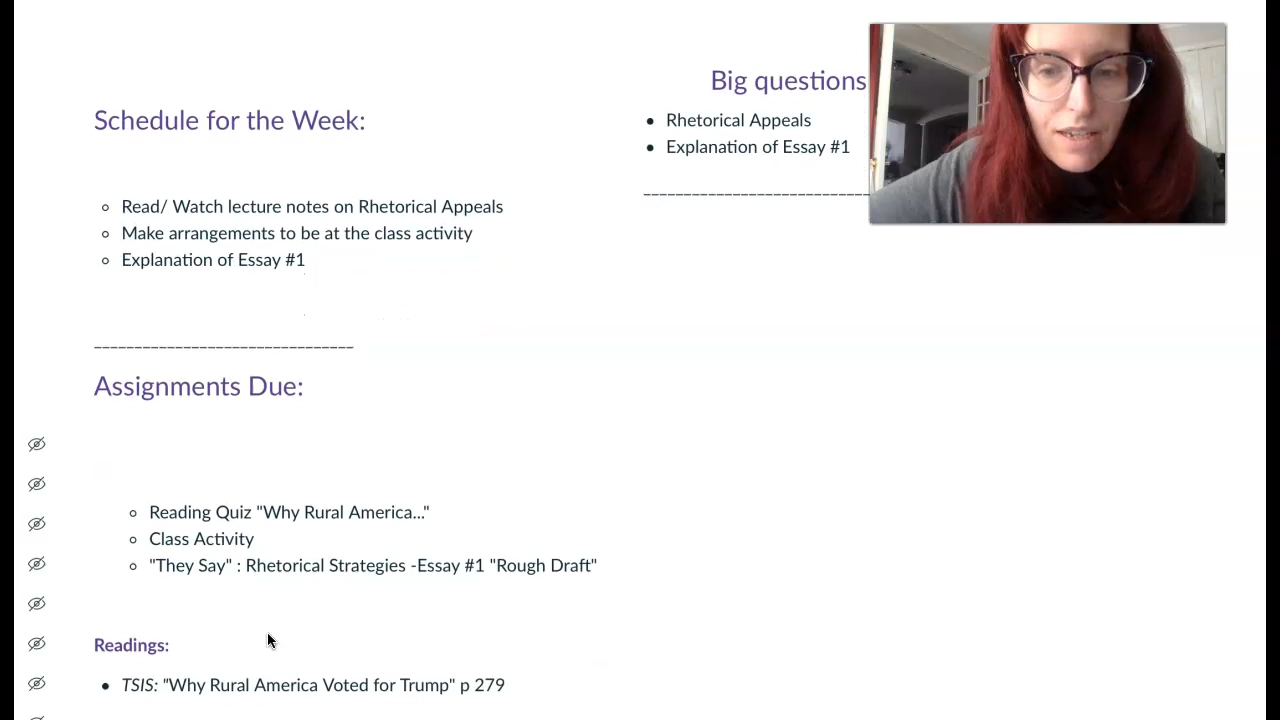 Schedule for the Week:
Read/ Watch lecture notes on Rhetorical Appeals
Make arrangements to be at the class activity
Explanation of Essay #1
_______________________________
Assignments Due:
Reading Quiz "Why Rural America..."
Class Activity
"They Say" : Rhetorical Strategies -Essay #1 "Rough Draft"
Readings:
TSIS: "Why Rural America Voted for Trump" p 279
Big questions
Rhetorical Appeals
Explanation of Essay #1
___________________________